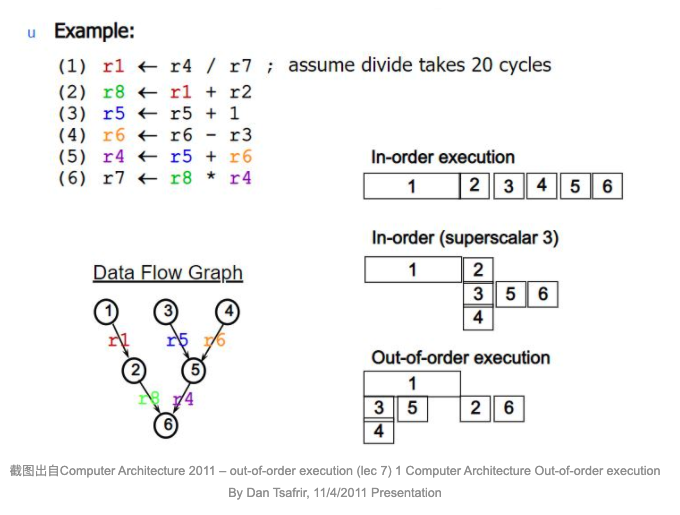 u Example:
(1) r1 ← r4 / r7 ; assume divide takes 20 cycles
(2) r8 ← r1 + r2
(3) r5 ← r5 + 1
(4) r6 ← r6 - r3
(5) r4 ← r5 + r6
(6) r7 ← r8 * r4
In-order execution
1 2 3 4 5 6
In-order (superscalar 3)
1 2
3 5 6
4
Data Flow Graph
1 3 4
r1 r5 r6
2 5
r8 r4
6
Out-of-order execution
1
3 5 2 6
4
截图出自Computer Architecture 2011 – out-of-order execution (lec 7) 1 Computer Architecture Out-of-order execution
By Dan Tsafrir, 11/4/2011 Presentation